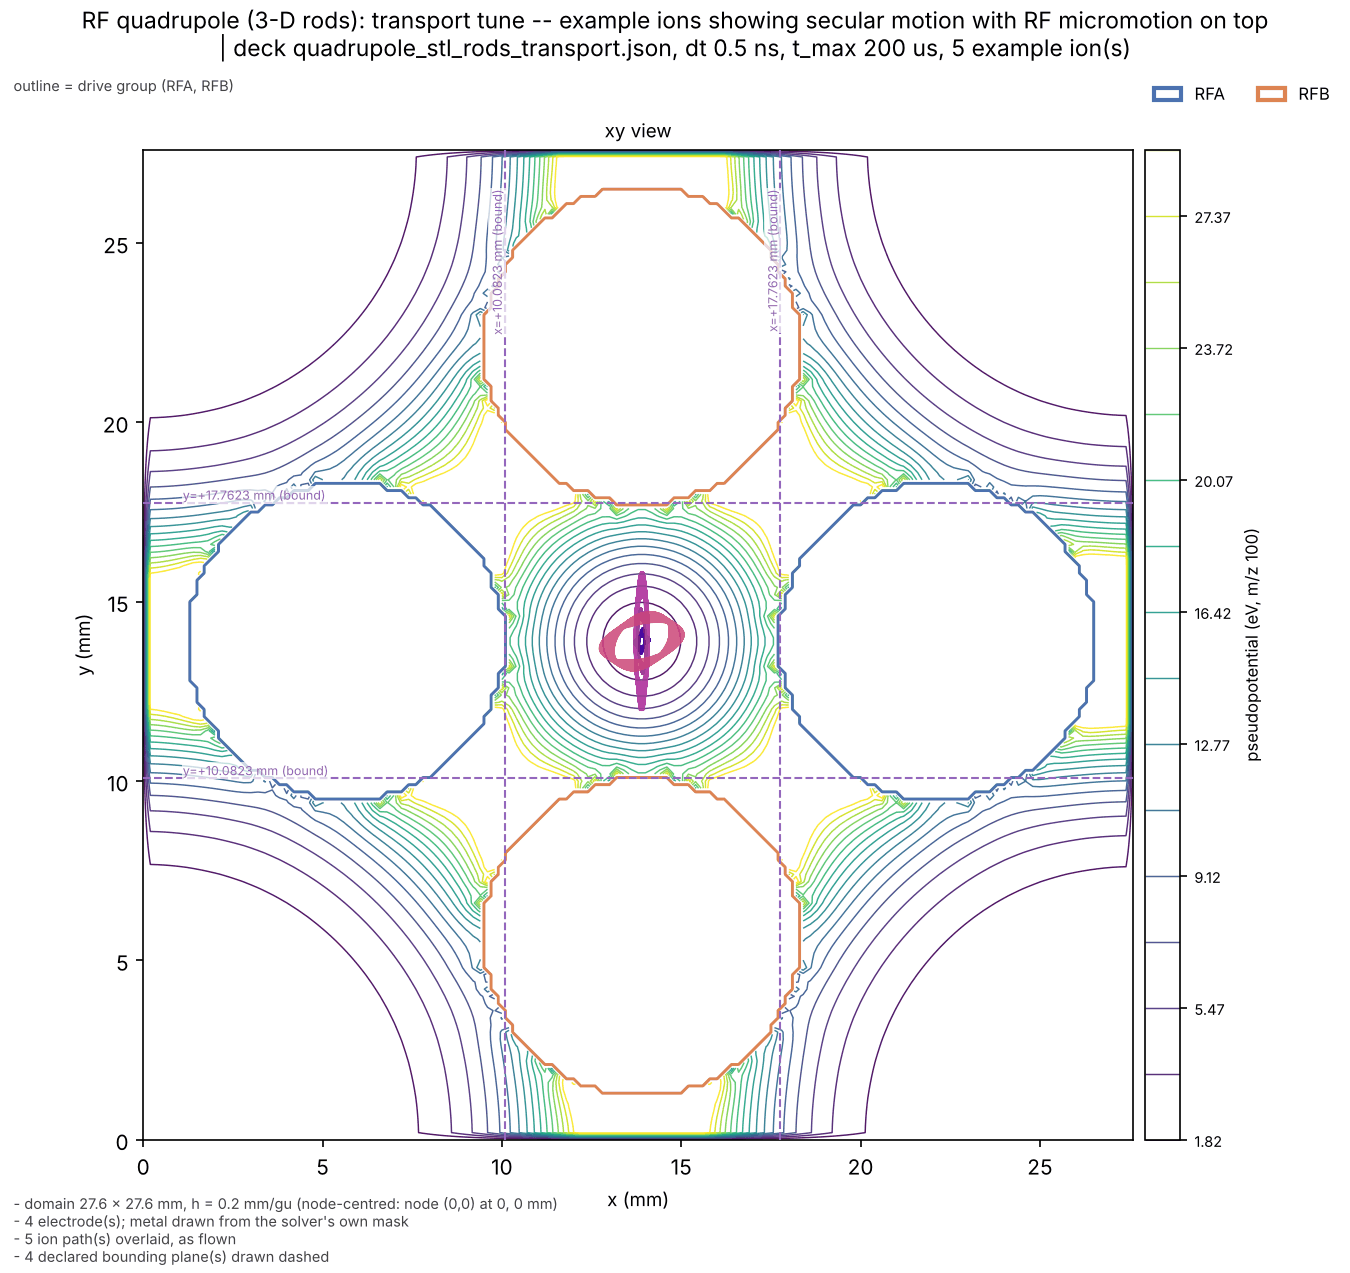 RF quadrupole (3-D rods): transport tune -- example ions showing secular motion with RF micromotion on top
| deck quadrupole_stl_rods_transport.json, dt 0.5 ns, t_max 200 us, 5 example ion(s)
outline = drive group (RFA, RFB)
RFA
RFB
xy view
x=+10.0823 mm (bound)
x=+17.7623 mm (bound)
y=+17.7623 mm (bound)
y=+10.0823 mm (bound)
25
20
15
10
5
0
y (mm)
0
5
10
15
20
25
x (mm)
27.37
23.72
20.07
16.42
12.77
9.12
5.47
1.82
pseudopotential (eV, m/z 100)
- domain 27.6 × 27.6 mm, h = 0.2 mm/gu (node-centred: node (0,0) at 0, 0 mm)
- 4 electrode(s); metal drawn from the solver's own mask
- 5 ion path(s) overlaid, as flown
- 4 declared bounding plane(s) drawn dashed